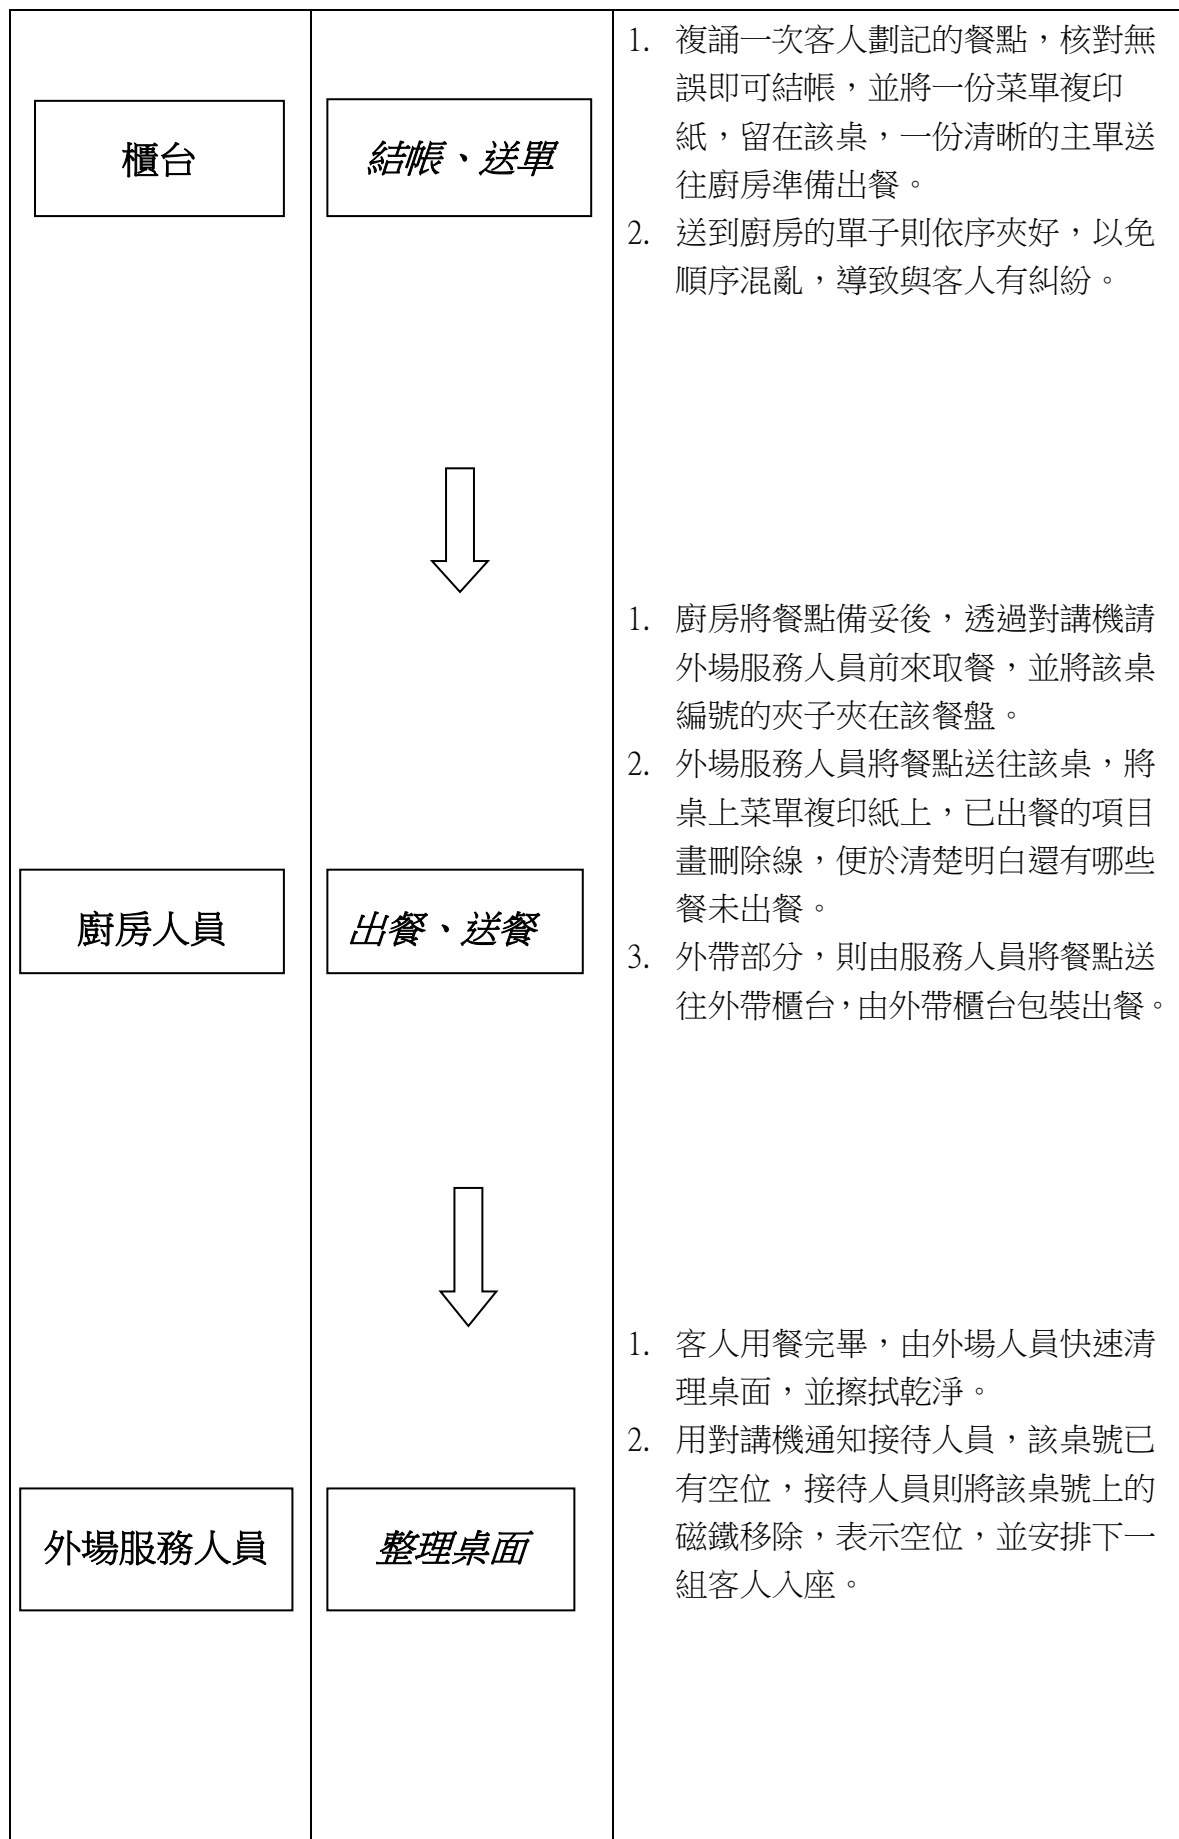 櫃台
結帳、送單
1. 複誦一次客人劃記的餐點，核對無
誤即可結帳，並將一份菜單複印
紙，留在該桌，一份清晰的主單送
往廚房準備出餐。
2. 送到廚房的單子則依序夾好，以免
順序混亂，導致與客人有糾紛。
廚房人員
出餐、送餐
1. 廚房將餐點備妥後，透過對講機請
外場服務人員前來取餐，並將該桌
編號的夾子夾在該餐盤。
2. 外場服務人員將餐點送往該桌，將
桌上菜單複印紙上，已出餐的項目
畫刪除線，便於清楚明白還有哪些
餐未出餐。
3. 外帶部分，則由服務人員將餐點送
往外帶櫃台，由外帶櫃台包裝出餐。
外場服務人員
整理桌面
1. 客人用餐完畢，由外場人員快速清
理桌面，並擦拭乾淨。
2. 用對講機通知接待人員，該桌號已
有空位，接待人員則將該桌號上的
磁鐵移除，表示空位，並安排下一
組客人入座。